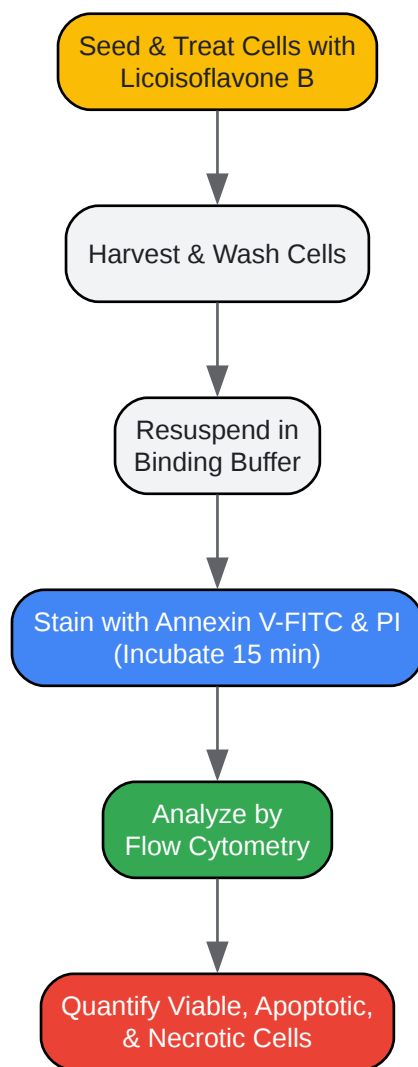 Seed & Treat Cells with
Licoisoflavone B
Harvest & Wash Cells
Resuspend in
Binding Buffer
Stain with Annexin V-FITC & PI
(Incubate 15 min)
Analyze by
Flow Cytometry
Quantify Viable, Apoptotic,
& Necrotic Cells